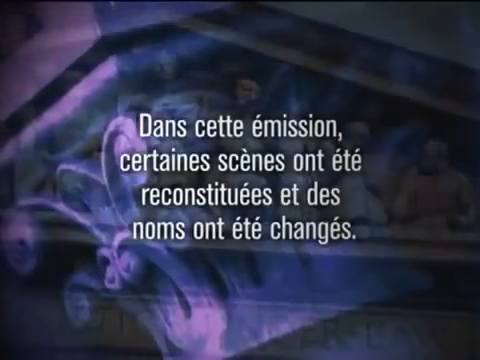 Dans cette émission,
certaines scènes ont été
reconstituées et des
noms ont été changés.